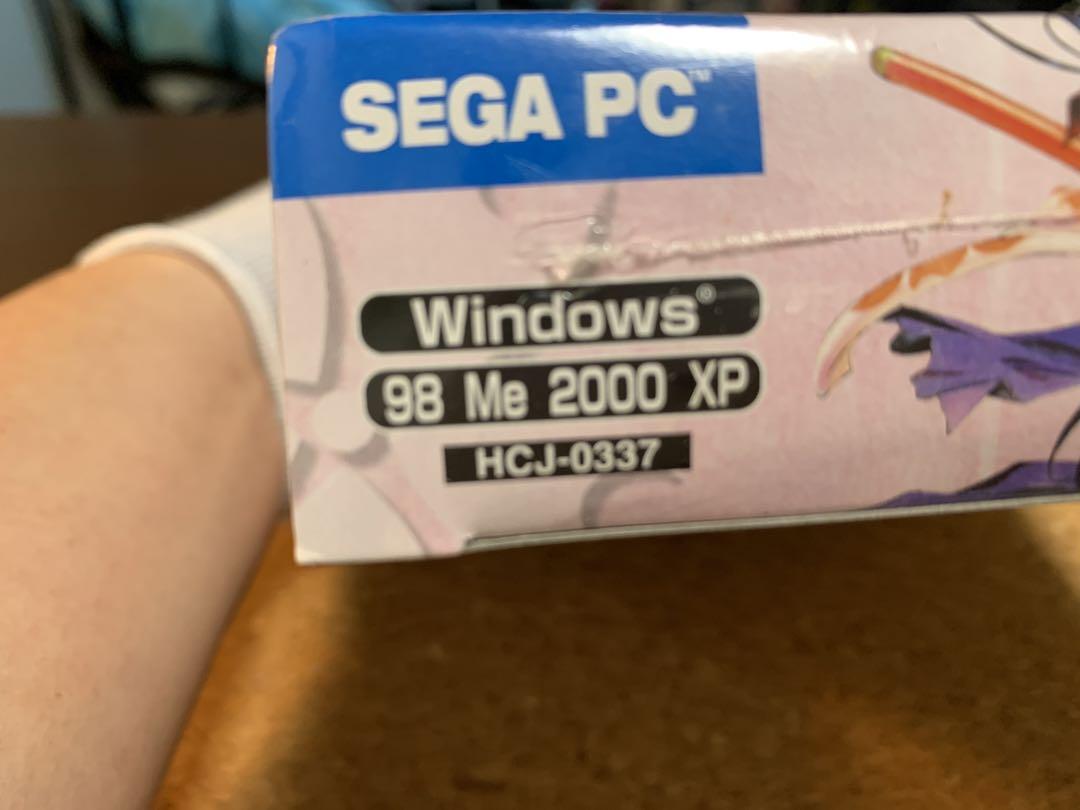 SEGA PC™
Windows®
98 Me 2000 XP
HCJ-0337